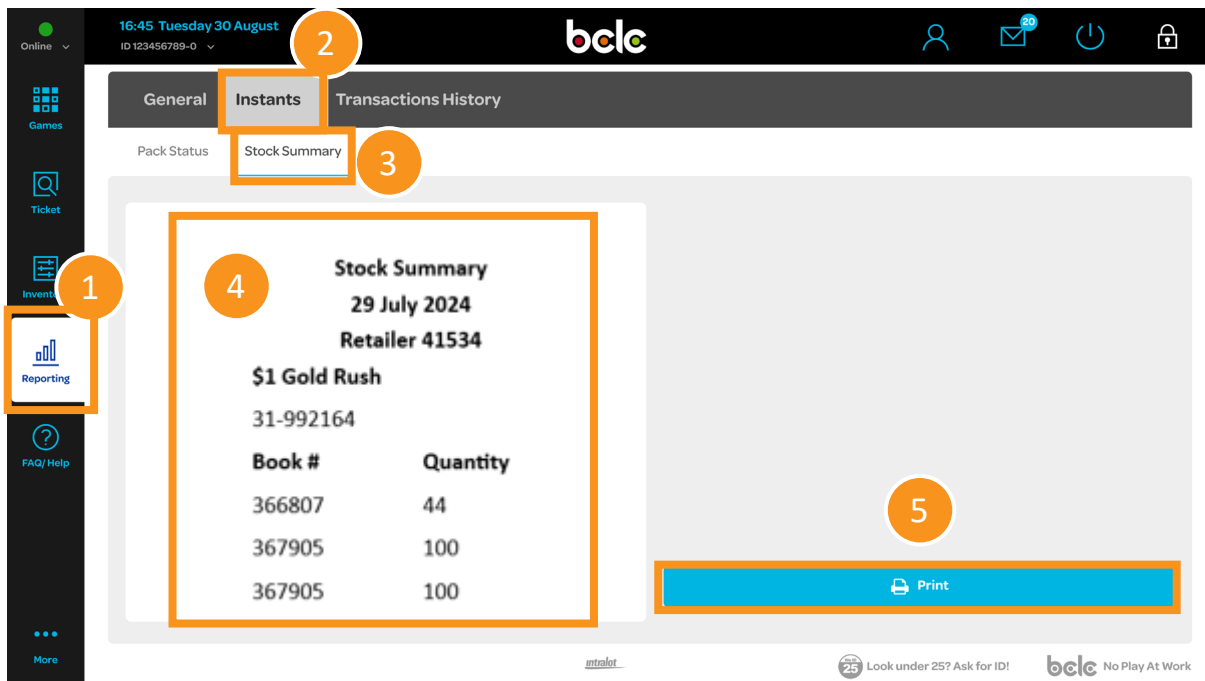 Online
16:45 Tuesday 30 August
ID 123456789-0
2
bclc
20
Games
General Instants Transactions History
Pack Status Stock Summary
3
Ticket
1
Reporting
FAQ/Help
More
4
Stock Summary
29 July 2024
Retailer 41534
$1 Gold Rush
31-992164
Book # Quantity
366807 44
367905 100
367905 100
5
Print
intralot
25 Look under 25? Ask for ID!
bclc No Play At Work